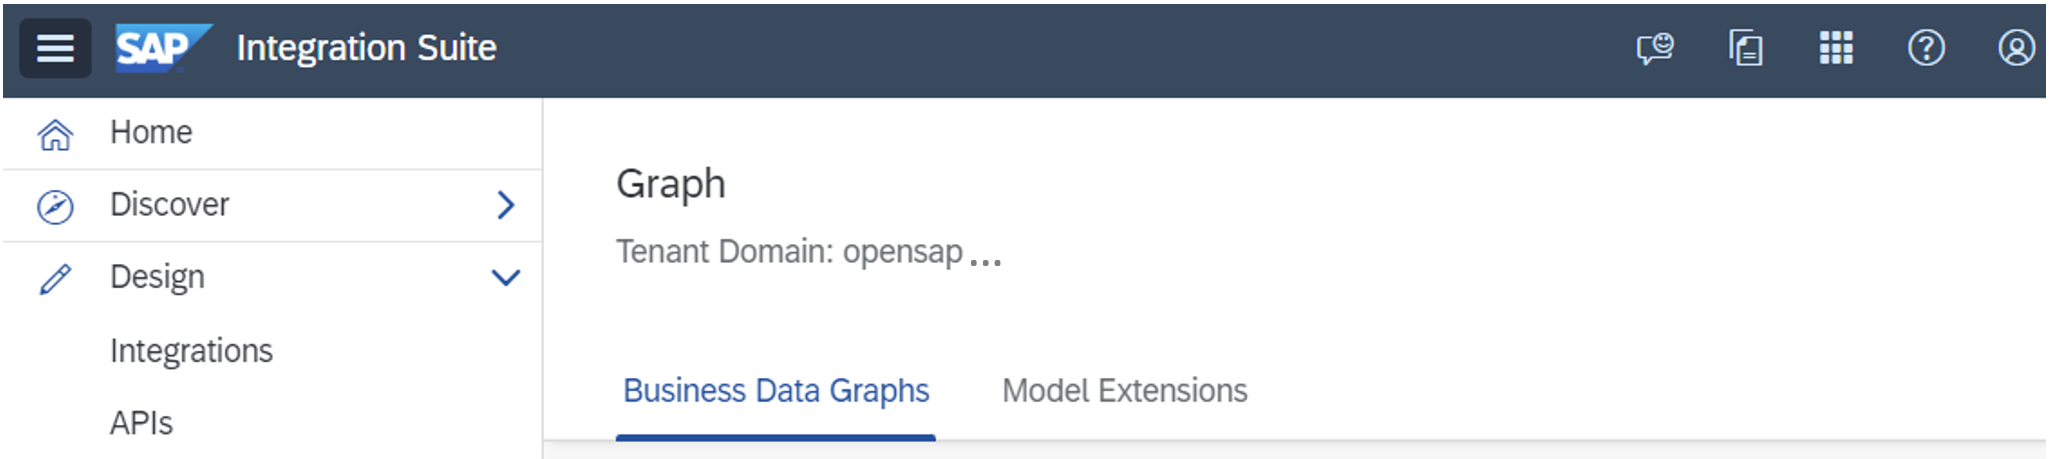 SAP Integration Suite
Home
Discover
Design
Integrations
APIs
Graph
Tenant Domain: opensap...
Business Data Graphs Model Extensions